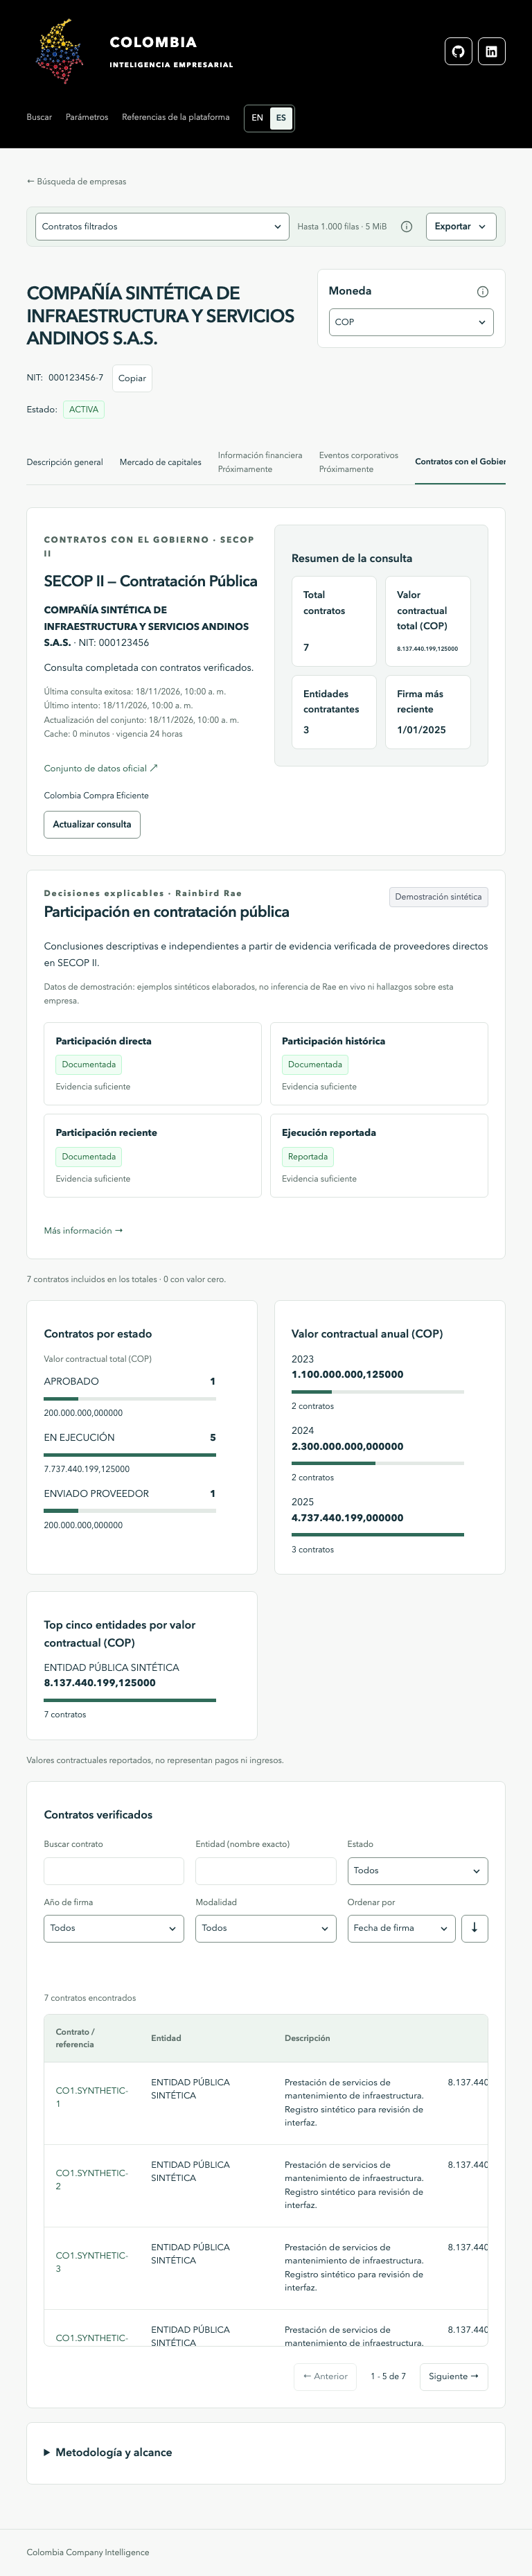 COLOMBIA
INTELIGENCIA EMPRESARIAL
Buscar Parámetros Referencias de la plataforma EN ES
← Búsqueda de empresas
Contratos filtrados Hasta 1.000 filas · 5 MiB Exportar
COMPAÑÍA SINTÉTICA DE
INFRAESTRUCTURA Y SERVICIOS
ANDINOS S.A.S.
Moneda
COP
NIT: 000123456-7 Copiar
Estado: ACTIVA
Descripción general Mercado de capitales Información financiera Próximamente Eventos corporativos Próximamente Contratos con el Gobier
CONTRATOS CON EL GOBIERNO · SECOP
II
SECOP II — Contratación Pública
COMPAÑÍA SINTÉTICA DE
INFRAESTRUCTURA Y SERVICIOS ANDINOS
S.A.S. · NIT: 000123456
Consulta completada con contratos verificados.
Última consulta exitosa: 18/11/2026, 10:00 a. m.
Último intento: 18/11/2026, 10:00 a. m.
Actualización del conjunto: 18/11/2026, 10:00 a. m.
Cache: 0 minutos · vigencia 24 horas
Conjunto de datos oficial ↗
Colombia Compra Eficiente
Actualizar consulta
Resumen de la consulta
Total
contratos
7
Valor
contractual
total (COP)
8.137.440.199,125000
Entidades
contratantes
3
Firma más
reciente
1/01/2025
Decisiones explicables · Rainbird Rae
Participación en contratación pública
Demostración sintética
Conclusiones descriptivas e independientes a partir de evidencia verificada de proveedores directos
en SECOP II.
Datos de demostración: ejemplos sintéticos elaborados, no inferencia de Rae en vivo ni hallazgos sobre esta
empresa.
Participación directa
Documentada
Evidencia suficiente
Participación histórica
Documentada
Evidencia suficiente
Participación reciente
Documentada
Evidencia suficiente
Ejecución reportada
Reportada
Evidencia suficiente
Más información →
7 contratos incluidos en los totales · 0 con valor cero.
Contratos por estado
Valor contractual total (COP)
APROBADO 1
200.000.000,000000
EN EJECUCIÓN 5
7.737.440.199,125000
ENVIADO PROVEEDOR 1
200.000.000,000000
Valor contractual anual (COP)
2023
1.100.000.000,125000
2 contratos
2024
2.300.000.000,000000
2 contratos
2025
4.737.440.199,000000
3 contratos
Top cinco entidades por valor
contractual (COP)
ENTIDAD PÚBLICA SINTÉTICA
8.137.440.199,125000
7 contratos
Valores contractuales reportados, no representan pagos ni ingresos.
Contratos verificados
Buscar contrato Entidad (nombre exacto) Estado
Todos
Año de firma Modalidad Ordenar por
Todos Todos Fecha de firma ↓
7 contratos encontrados
Contrato /
referencia
Entidad Descripción
CO1.SYNTHETIC-
1
ENTIDAD PÚBLICA
SINTÉTICA
Prestación de servicios de
mantenimiento de infraestructura.
Registro sintético para revisión de
interfaz.
8.137.440
CO1.SYNTHETIC-
2
ENTIDAD PÚBLICA
SINTÉTICA
Prestación de servicios de
mantenimiento de infraestructura.
Registro sintético para revisión de
interfaz.
8.137.440
CO1.SYNTHETIC-
3
ENTIDAD PÚBLICA
SINTÉTICA
Prestación de servicios de
mantenimiento de infraestructura.
Registro sintético para revisión de
interfaz.
8.137.440
CO1.SYNTHETIC-
ENTIDAD PÚBLICA
SINTÉTICA
Prestación de servicios de
mantenimiento de infraestructura.
8.137.440
← Anterior 1 - 5 de 7 Siguiente →
▶ Metodología y alcance
Colombia Company Intelligence